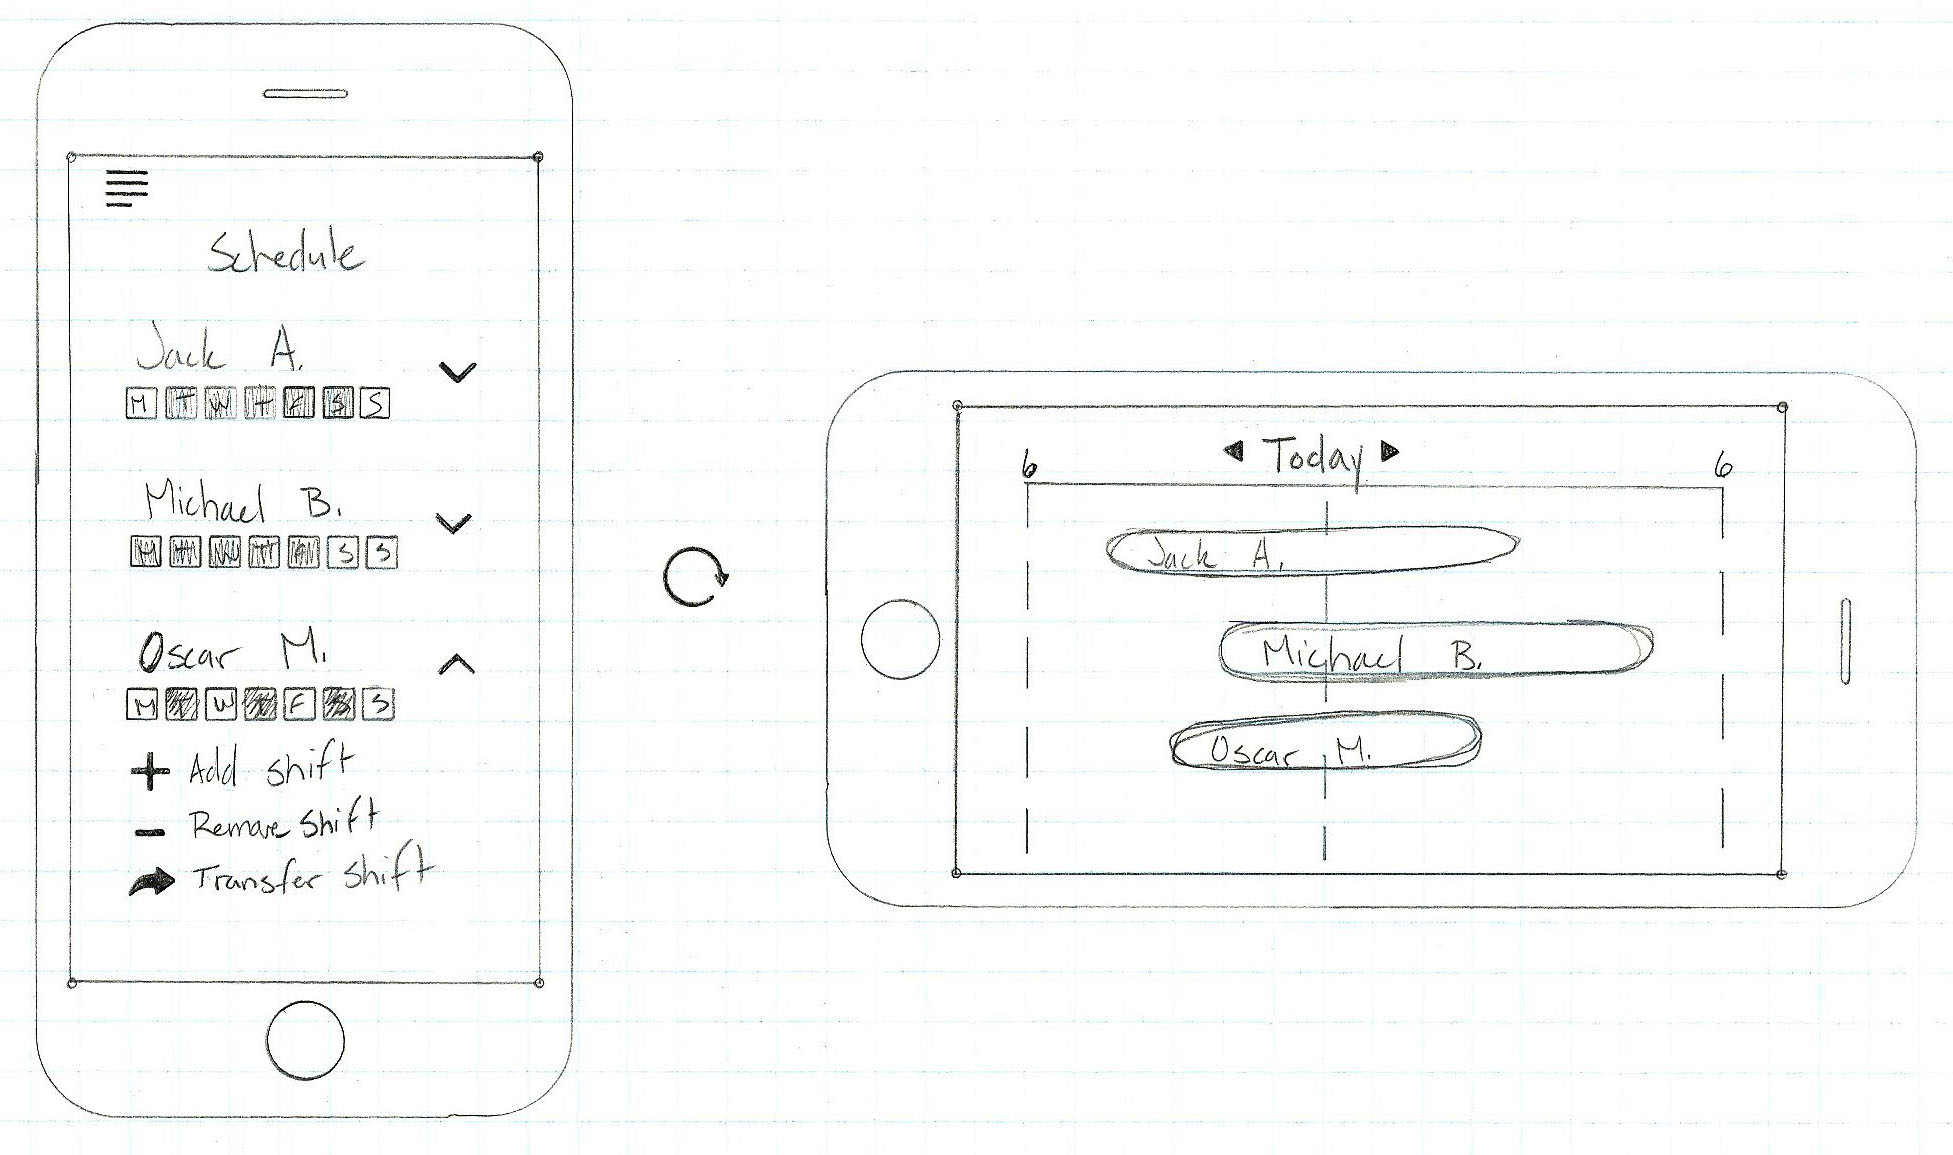 Schedule
Jack A.
M T W T F S S
Michael B.
M T W T F S S
Oscar M.
M T W T F S S
+ Add shift
- Remove shift
Transfer shift
Today
6 6
Jack A.
Michael B.
Oscar M.